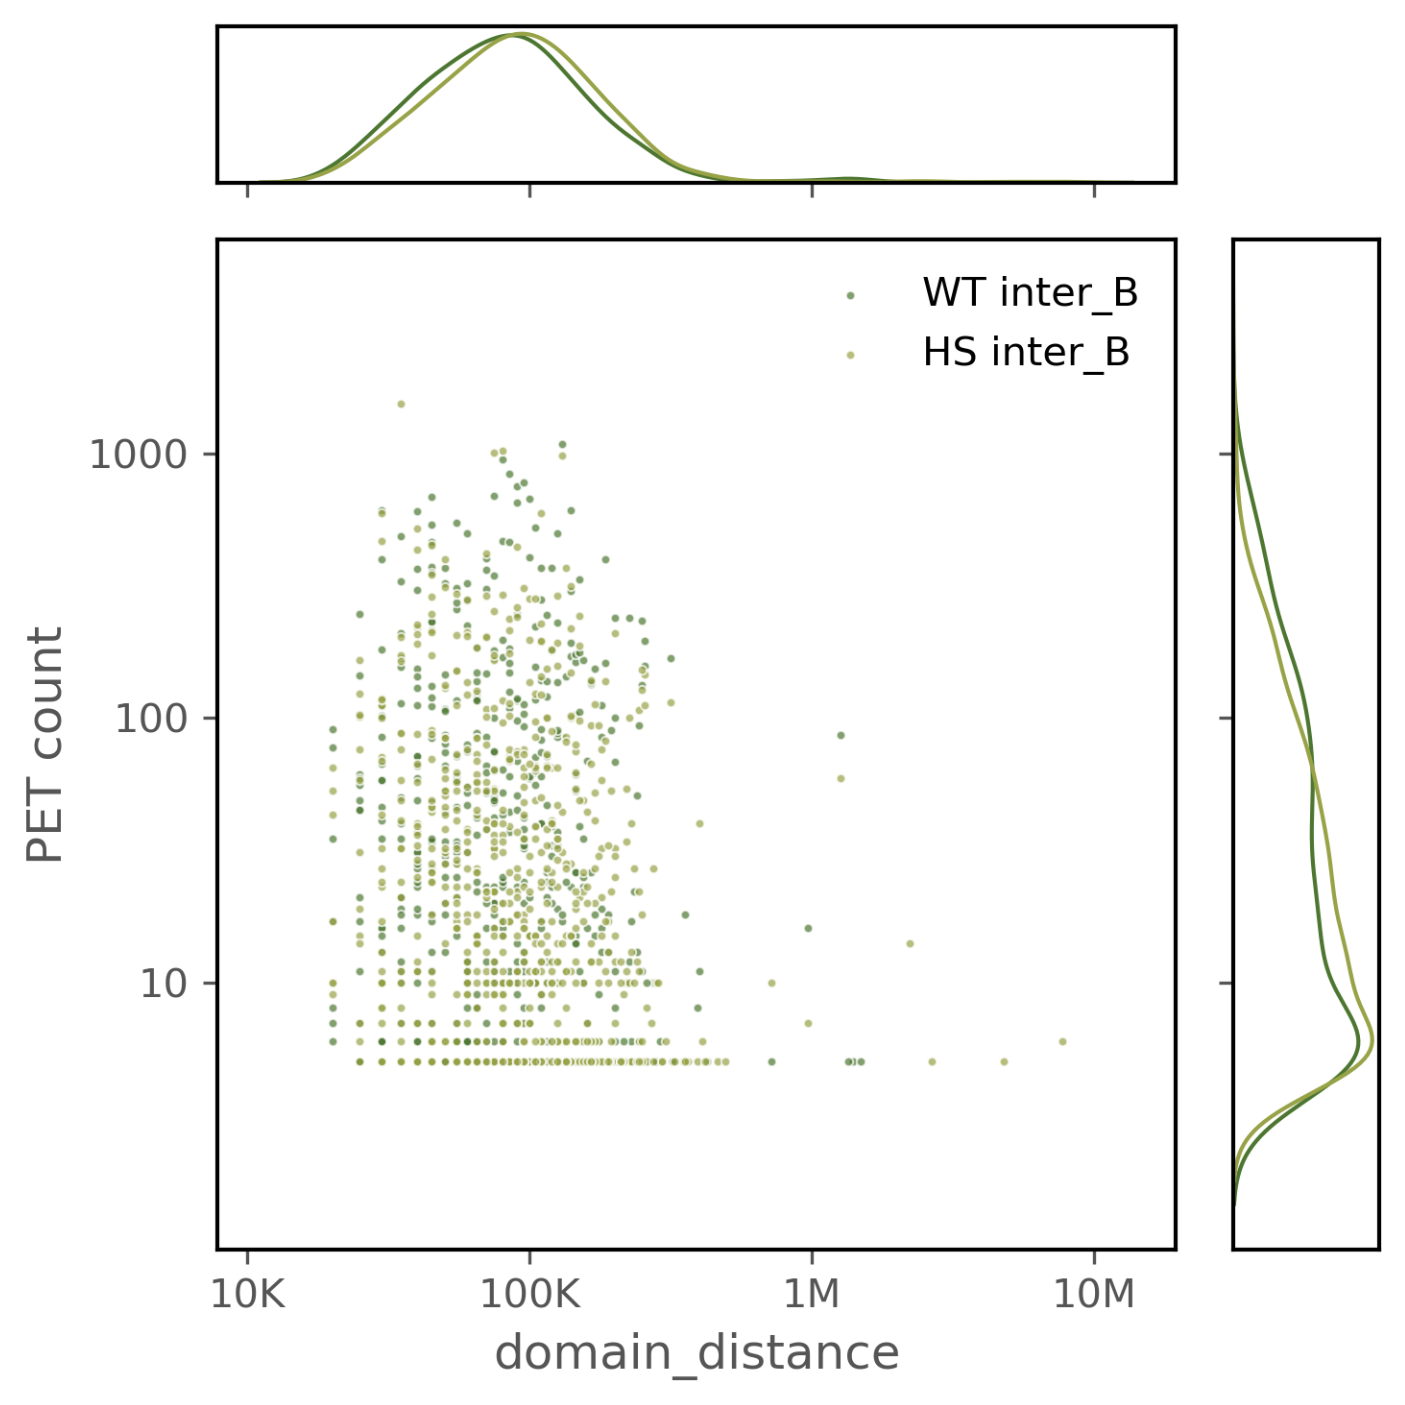 WT inter_B
HS inter_B
1000
100
10
PET count
10K
100K
1M
10M
domain_distance